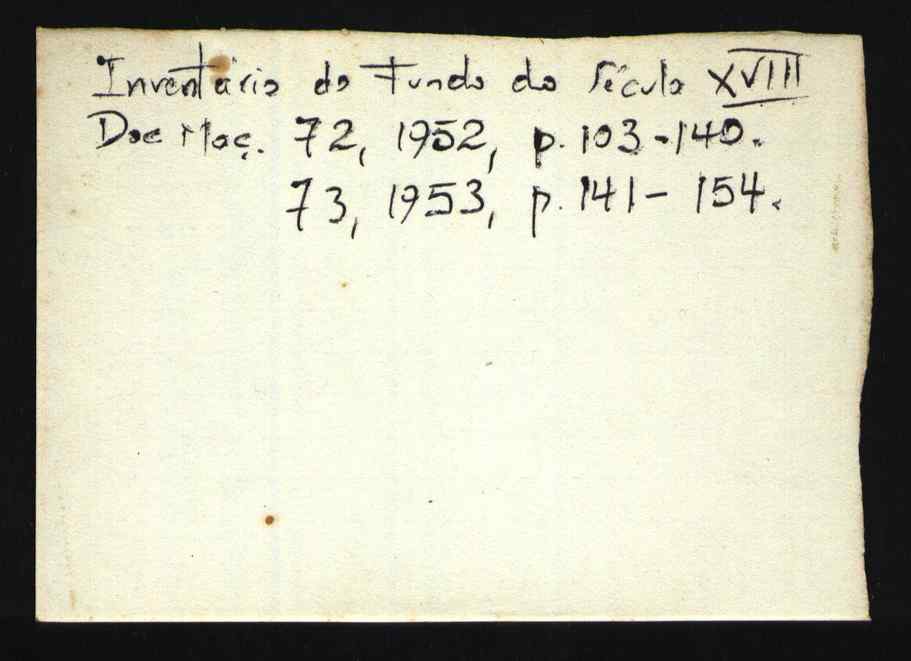 Inventário do Fundo do Século XVIII
Doc Moç. 72, 1952, p. 103-140.
73, 1953, p. 141-154.